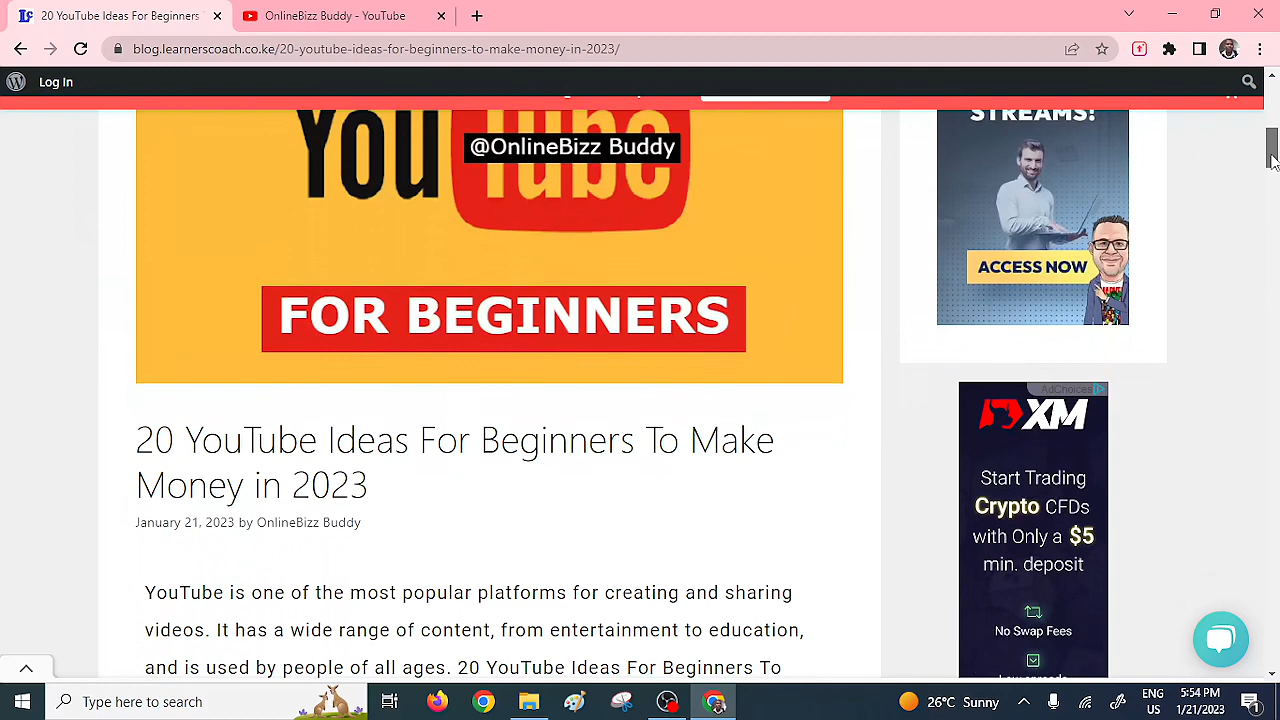 20 YouTube Ideas For Beginners
OnlineBizz Buddy - YouTube
blog.learnerscoach.co.ke/20-youtube-ideas-for-beginners-to-make-money-in-2023/
Log In
YouTube
@OnlineBizz Buddy
FOR BEGINNERS
STREAMS!
ACCESS NOW
20 YouTube Ideas For Beginners To Make
Money in 2023
January 21, 2023 by OnlineBizz Buddy
YouTube is one of the most popular platforms for creating and sharing
videos. It has a wide range of content, from entertainment to education,
and is used by people of all ages. 20 YouTube Ideas For Beginners To
AdChoices
XM
Start Trading
Crypto CFDs
with Only a $5
min. deposit
No Swap Fees
Type here to search
26°C Sunny
ENG
US
5:54 PM
1/21/2023
1